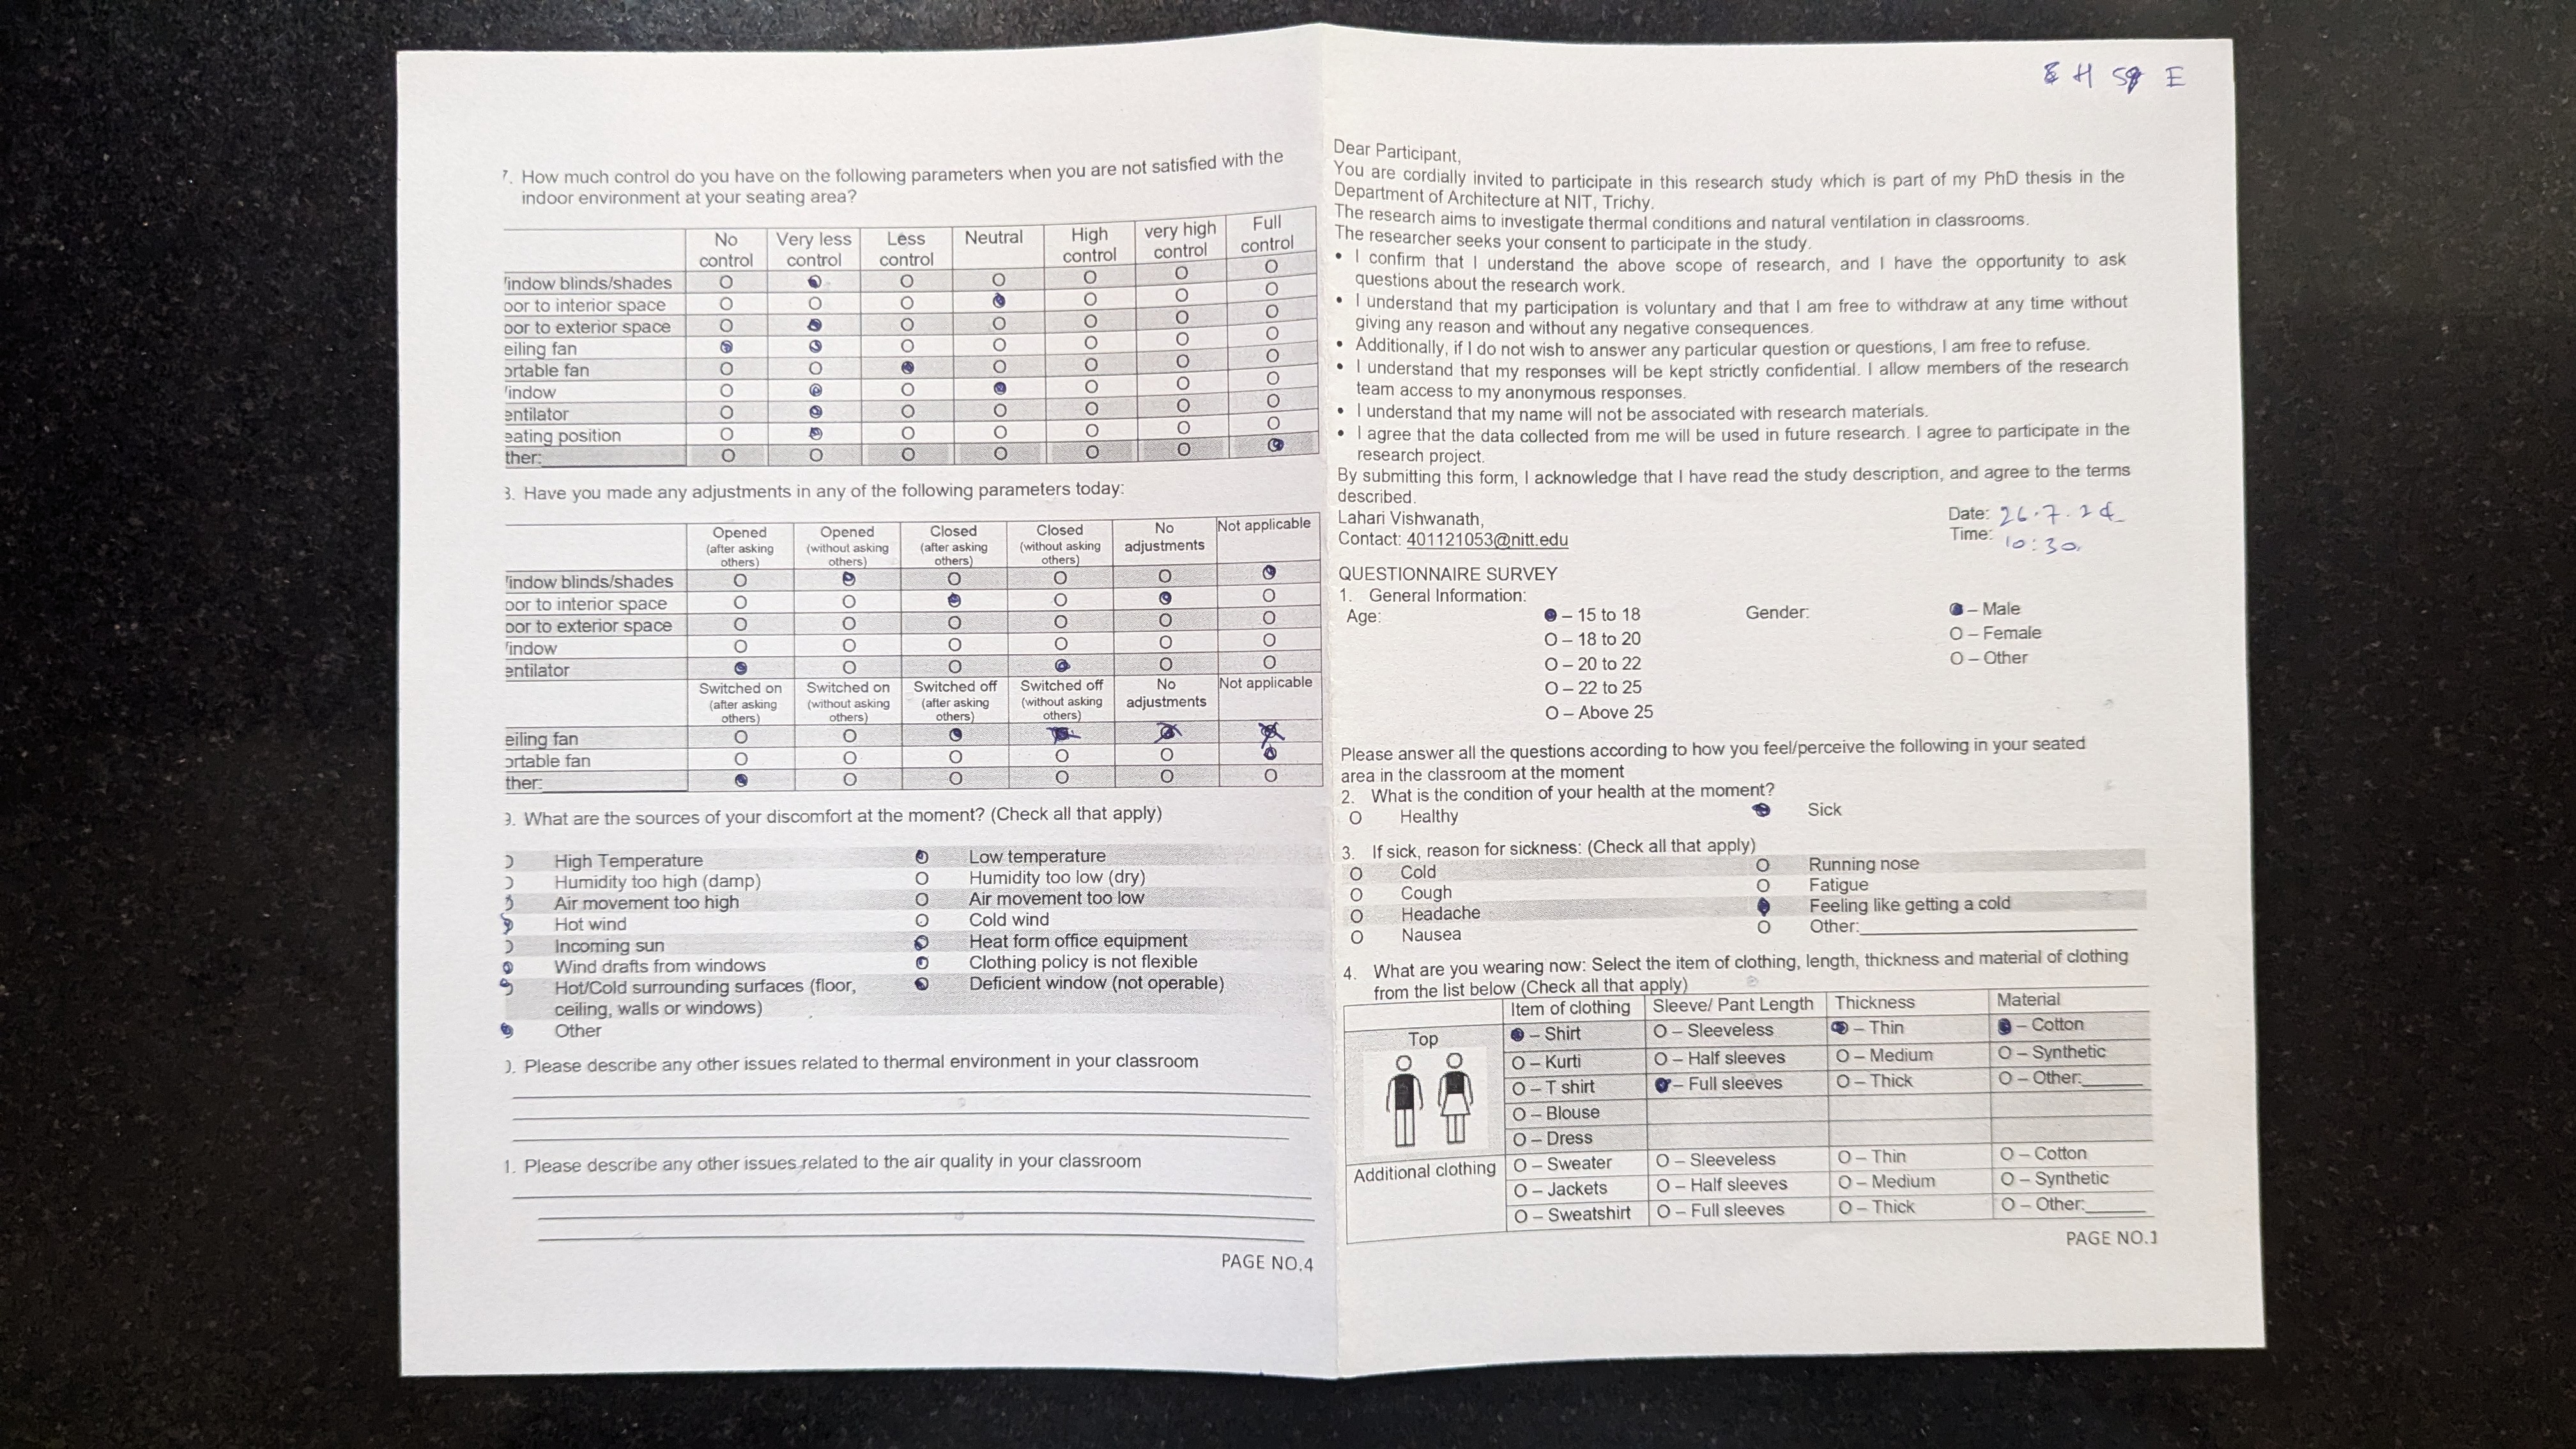 7. How much control do you have on the following parameters when you are not satisfied with the
indoor environment at your seating area?
No control Very less control Less control Neutral High control very high control Full control
indow blinds/shades O O O O O O O
oor to interior space O O O O O O O
oor to exterior space O O O O O O O
eiling fan O O O O O O O
ortable fan O O O O O O O
indow O O O O O O O
entilator O O O O O O O
eating position O O O O O O O
ther: O O O O O O O
3. Have you made any adjustments in any of the following parameters today:
Opened (after asking others) Opened (without asking others) Closed (after asking others) Closed (without asking others) No adjustments Not applicable
indow blinds/shades O O O O O O
oor to interior space O O O O O O
oor to exterior space O O O O O O
indow O O O O O O
entilator O O O O O O
Switched on (after asking others) Switched on (without asking others) Switched off (after asking others) Switched off (without asking others) No adjustments Not applicable
eiling fan O O O O O O
ortable fan O O O O O O
ther: O O O O O O
9. What are the sources of your discomfort at the moment? (Check all that apply)
High Temperature O Low temperature
Humidity too high (damp) O Humidity too low (dry)
Air movement too high O Air movement too low
Hot wind O Cold wind
Incoming sun O Heat form office equipment
Wind drafts from windows O Clothing policy is not flexible
Hot/Cold surrounding surfaces (floor, O Deficient window (not operable)
ceiling, walls or windows)
Other
). Please describe any other issues related to thermal environment in your classroom
1. Please describe any other issues related to the air quality in your classroom
PAGE NO.4
H E
Dear Participant,
You are cordially invited to participate in this research study which is part of my PhD thesis in the
Department of Architecture at NIT, Trichy.
The research aims to investigate thermal conditions and natural ventilation in classrooms.
The researcher seeks your consent to participate in the study.
• I confirm that I understand the above scope of research, and I have the opportunity to ask
questions about the research work.
• I understand that my participation is voluntary and that I am free to withdraw at any time without
giving any reason and without any negative consequences.
• Additionally, if I do not wish to answer any particular question or questions, I am free to refuse.
• I understand that my responses will be kept strictly confidential. I allow members of the research
team access to my anonymous responses.
• I understand that my name will not be associated with research materials.
• I agree that the data collected from me will be used in future research. I agree to participate in the
research project.
By submitting this form, I acknowledge that I have read the study description, and agree to the terms
described.
Lahari Vishwanath, Date: 26.7.24
Contact: 401121053@nitt.edu Time: 10:30
QUESTIONNAIRE SURVEY
1. General Information:
Age: O – 15 to 18 Gender: O – Male
O – 18 to 20 O – Female
O – 20 to 22 O – Other
O – 22 to 25
O – Above 25
Please answer all the questions according to how you feel/perceive the following in your seated
area in the classroom at the moment
2. What is the condition of your health at the moment?
O Healthy O Sick
3. If sick, reason for sickness: (Check all that apply)
O Cold O Running nose
O Cough O Fatigue
O Headache O Feeling like getting a cold
O Nausea O Other:
4. What are you wearing now: Select the item of clothing, length, thickness and material of clothing
from the list below (Check all that apply)
Item of clothing Sleeve/ Pant Length Thickness Material
Top O – Shirt O – Sleeveless O – Thin O – Cotton
O – Kurti O – Half sleeves O – Medium O – Synthetic
O – T shirt O – Full sleeves O – Thick O – Other:
O – Blouse
O – Dress
Additional clothing O – Sweater O – Sleeveless O – Thin O – Cotton
O – Jackets O – Half sleeves O – Medium O – Synthetic
O – Sweatshirt O – Full sleeves O – Thick O – Other:
PAGE NO.1